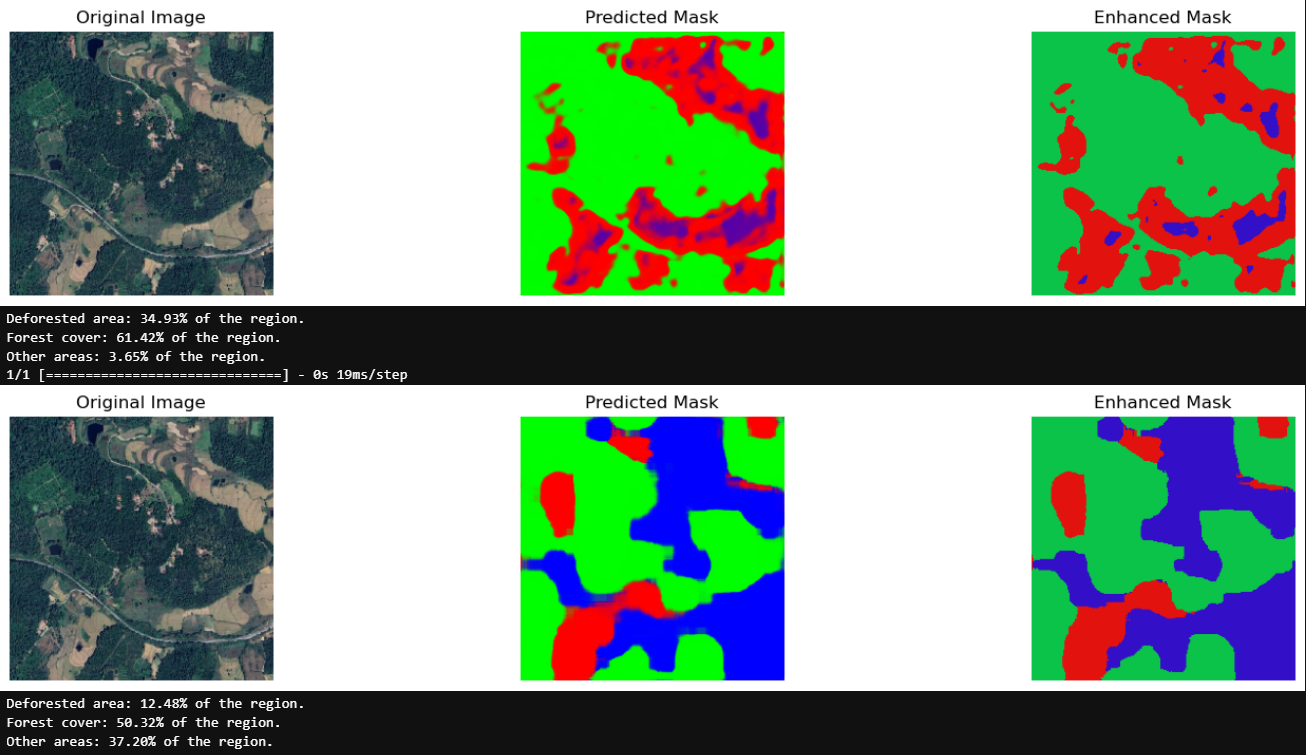 Original Image Predicted Mask Enhanced Mask
Deforested area: 34.93% of the region.
Forest cover: 61.42% of the region.
Other areas: 3.65% of the region.
1/1 [==============================] - 0s 19ms/step
Original Image Predicted Mask Enhanced Mask
Deforested area: 12.48% of the region.
Forest cover: 50.32% of the region.
Other areas: 37.20% of the region.